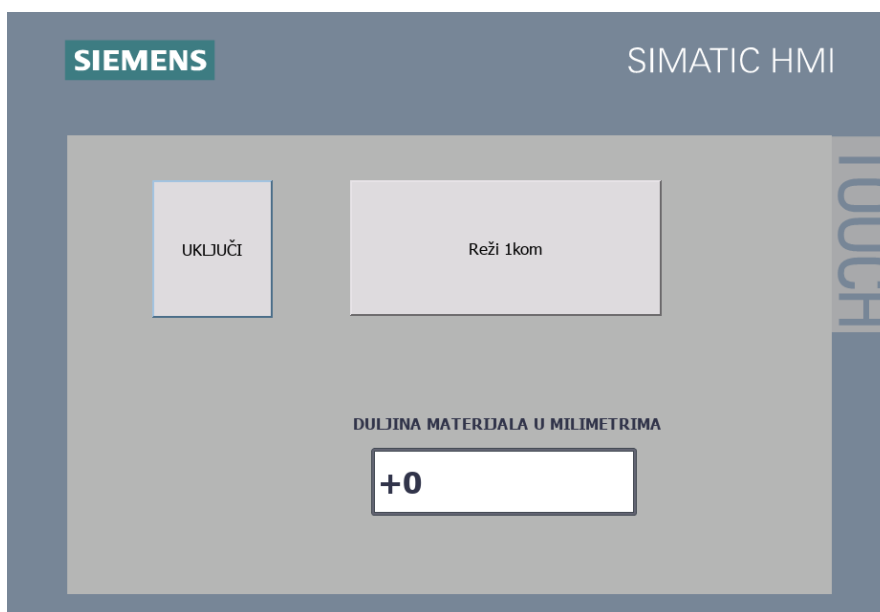 SIEMENS
SIMATIC HMI
TOUCH
UKLJUČI
Reži 1kom
DULJINA MATERIJALA U MILIMETRIMA
+0